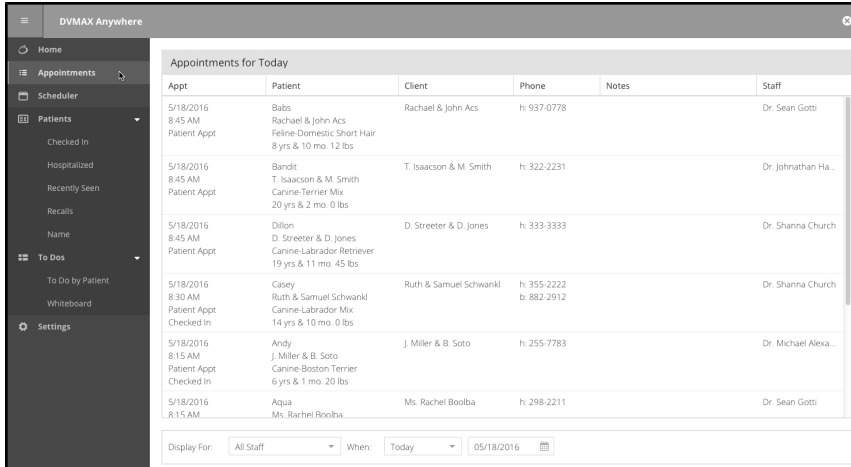 DVMAX Anywhere
Home
Appointments
Scheduler
Patients
Checked In
Hospitalized
Recently Seen
Recalls
Name
To Dos
To Do by Patient
Whiteboard
Settings
Appointments for Today
Appt Patient Client Phone Notes Staff
5/18/2016 Babs Rachael & John Acs h: 937-0778 Dr. Sean Gotti
8:45 AM Rachael & John Acs
Patient Appt Feline-Domestic Short Hair
8 yrs & 10 mo. 12 lbs
5/18/2016 Bandit T. Isaacson & M. Smith h: 322-2231 Dr. Johnathan Ha...
8:45 AM T. Isaacson & M. Smith
Patient Appt Canine-Terrier Mix
20 yrs & 2 mo. 0 lbs
5/18/2016 Dillon D. Streeter & D. Jones h: 333-3333 Dr. Shanna Church
8:45 AM D. Streeter & D. Jones
Patient Appt Canine-Labrador Retriever
19 yrs & 11 mo. 45 lbs
5/18/2016 Casey Ruth & Samuel Schwankl h: 355-2222 Dr. Shanna Church
8:30 AM Ruth & Samuel Schwankl b: 882-2912
Patient Appt Canine-Labrador Mix
Checked In 14 yrs & 10 mo. 0 lbs
5/18/2016 Andy J. Miller & B. Soto h: 255-7783 Dr. Michael Alexa...
8:15 AM J. Miller & B. Soto
Patient Appt Canine-Boston Terrier
Checked In 6 yrs & 1 mo. 20 lbs
5/18/2016 Aqua Ms. Rachel Boolba h: 298-2211 Dr. Sean Gotti
8:15 AM Ms. Rachel Boolba
Display For: All Staff When: Today 05/18/2016